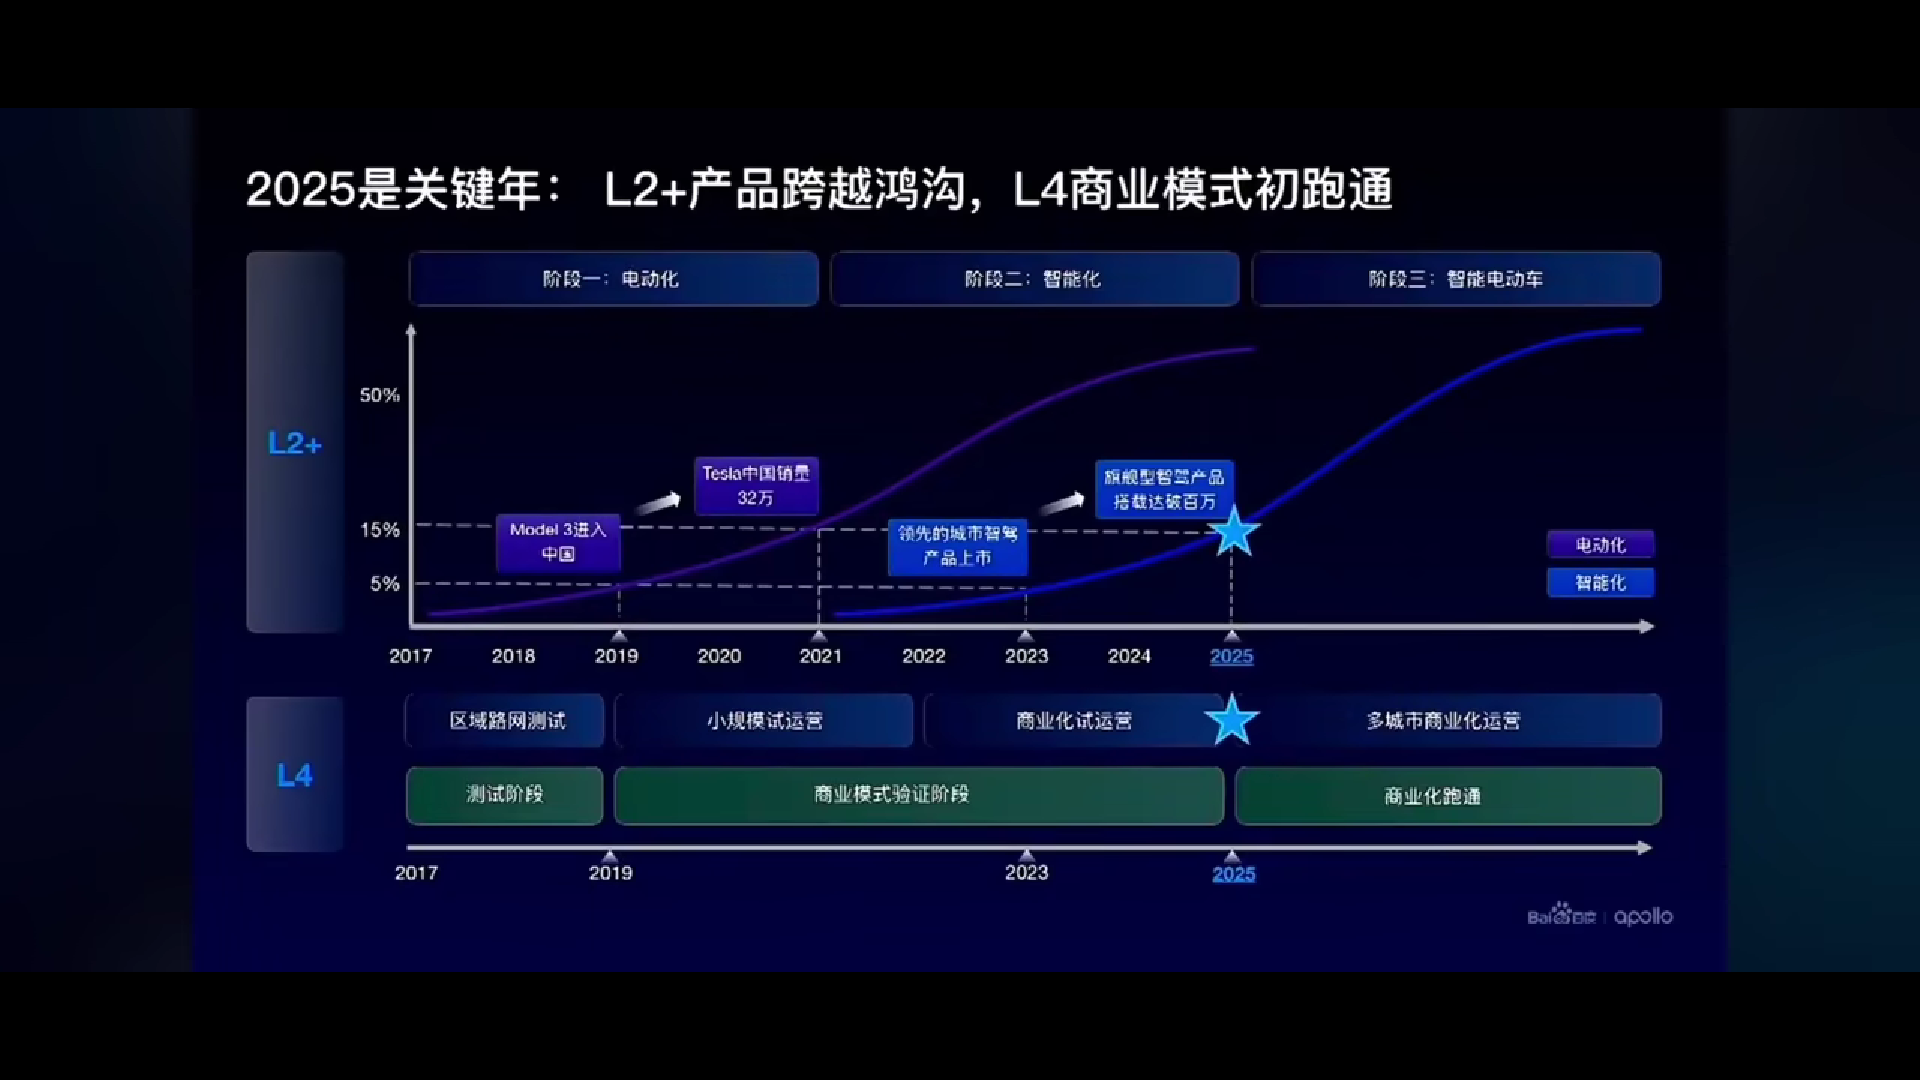 2025是关键年： L2+产品跨越鸿沟，L4商业模式初跑通
阶段一：电动化
阶段二：智能化
阶段三：智能电动车
L2+
50%
15%
5%
Model 3进入
中国
Tesla中国销量
32万
领先的城市智驾
产品上市
旗舰型智驾产品
搭载达破百万
电动化
智能化
2017
2018
2019
2020
2021
2022
2023
2024
2025
L4
区域路网测试
小规模试运营
商业化试运营
多城市商业化运营
测试阶段
商业模式验证阶段
商业化跑通
2017
2019
2023
2025
Bai百度 | apollo